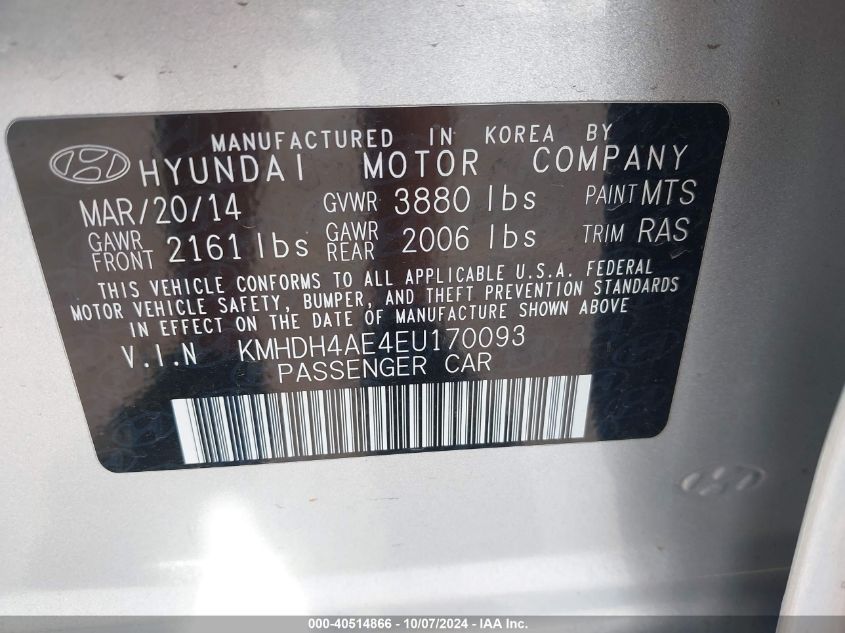 MANUFACTURED IN KOREA BY
HYUNDAI MOTOR COMPANY
MAR/20/14 GVWR 3880 lbs PAINT MTS
GAWR FRONT 2161 lbs GAWR REAR 2006 lbs TRIM RAS
THIS VEHICLE CONFORMS TO ALL APPLICABLE U.S.A. FEDERAL
MOTOR VEHICLE SAFETY, BUMPER, AND THEFT PREVENTION STANDARDS
IN EFFECT ON THE DATE OF MANUFACTURE SHOWN ABOVE
V.I.N KMHDH4AE4EU170093
PASSENGER CAR
000-40514866 - 10/07/2024 - IAA Inc.